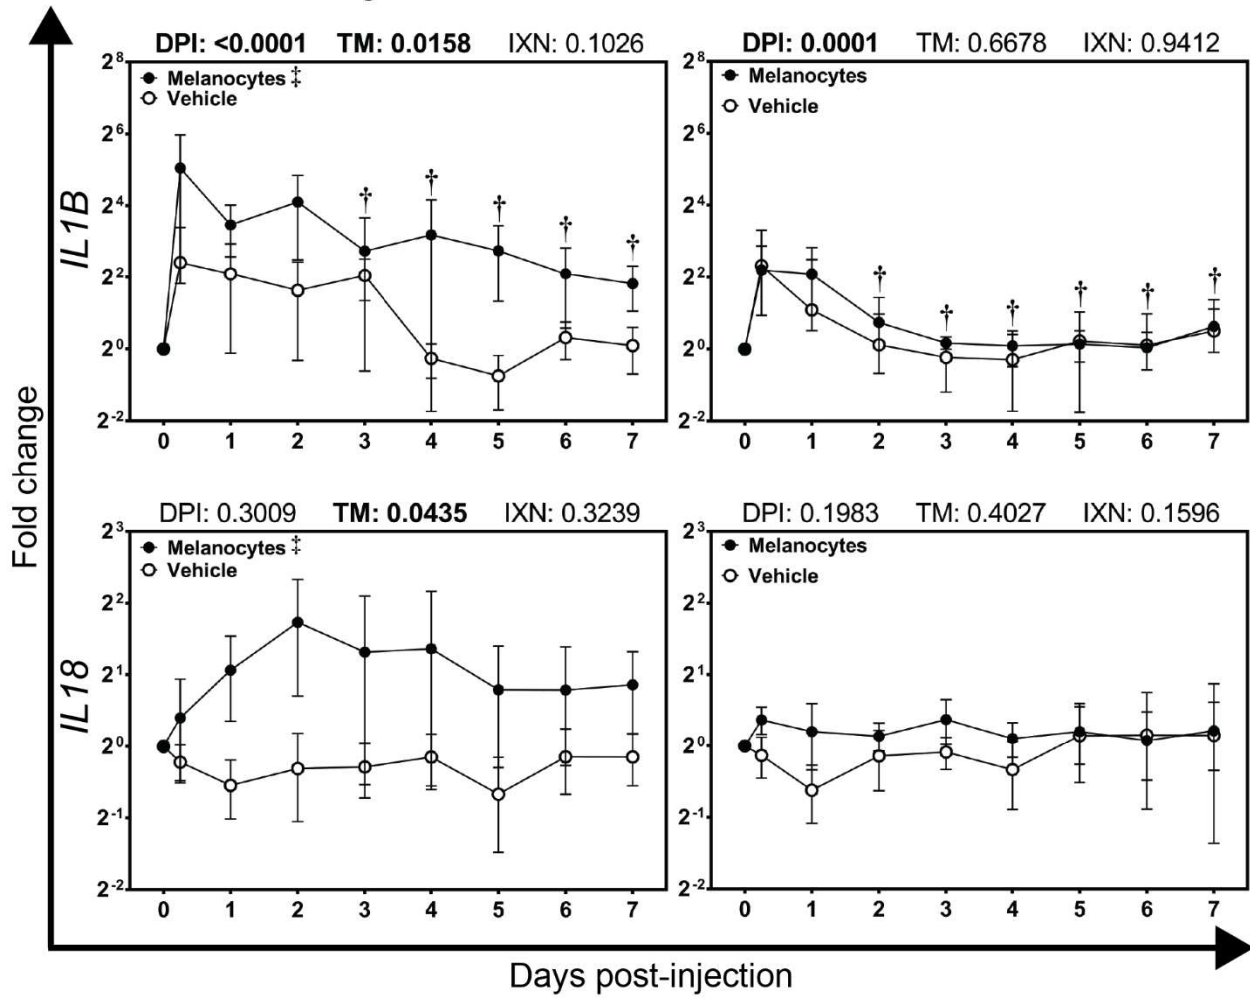 DPI: <0.0001 TM: 0.0158 IXN: 0.1026
DPI: 0.0001 TM: 0.6678 IXN: 0.9412
2^8
2^6
2^4
2^2
2^0
2^-2
Melanocytes ‡
Vehicle
† † † † †
0 1 2 3 4 5 6 7
IL1B
2^8
2^6
2^4
2^2
2^0
2^-2
Melanocytes
Vehicle
† † † † † †
0 1 2 3 4 5 6 7
Fold change
DPI: 0.3009 TM: 0.0435 IXN: 0.3239
DPI: 0.1983 TM: 0.4027 IXN: 0.1596
2^3
2^2
2^1
2^0
2^-1
2^-2
Melanocytes ‡
Vehicle
0 1 2 3 4 5 6 7
IL18
2^3
2^2
2^1
2^0
2^-1
2^-2
Melanocytes
Vehicle
0 1 2 3 4 5 6 7
Days post-injection